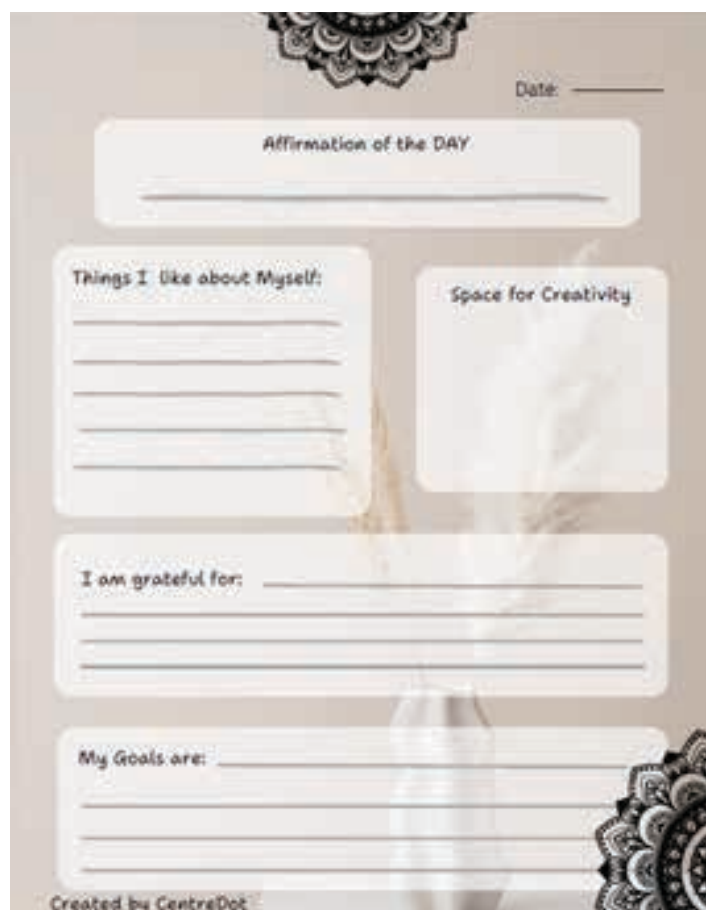 Date:
Affirmation of the DAY
Things I like about Myself:
Space for Creativity
I am grateful for:
My Goals are:
Created by CentreDot